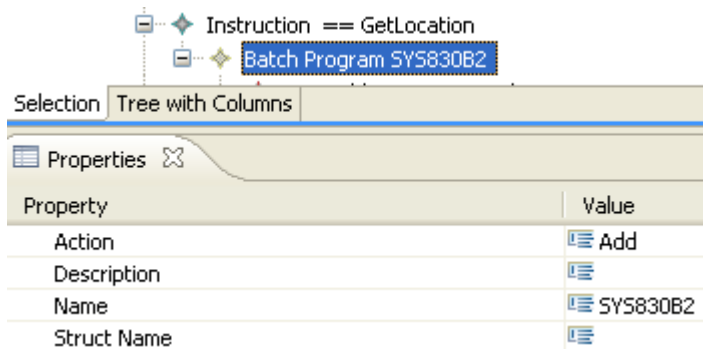 Instruction == GetLocation
Batch Program SYS830B2
Selection Tree with Columns
Properties
Property Value
Action Add
Description
Name SYS830B2
Struct Name